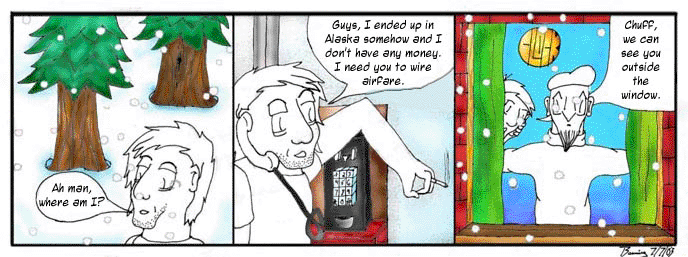 Ah man,
where am I?
Guys, I ended up in
Alaska somehow and I
don't have any money.
I need you to wire
airfare.
Chuff,
we can
see you
outside
the
window.